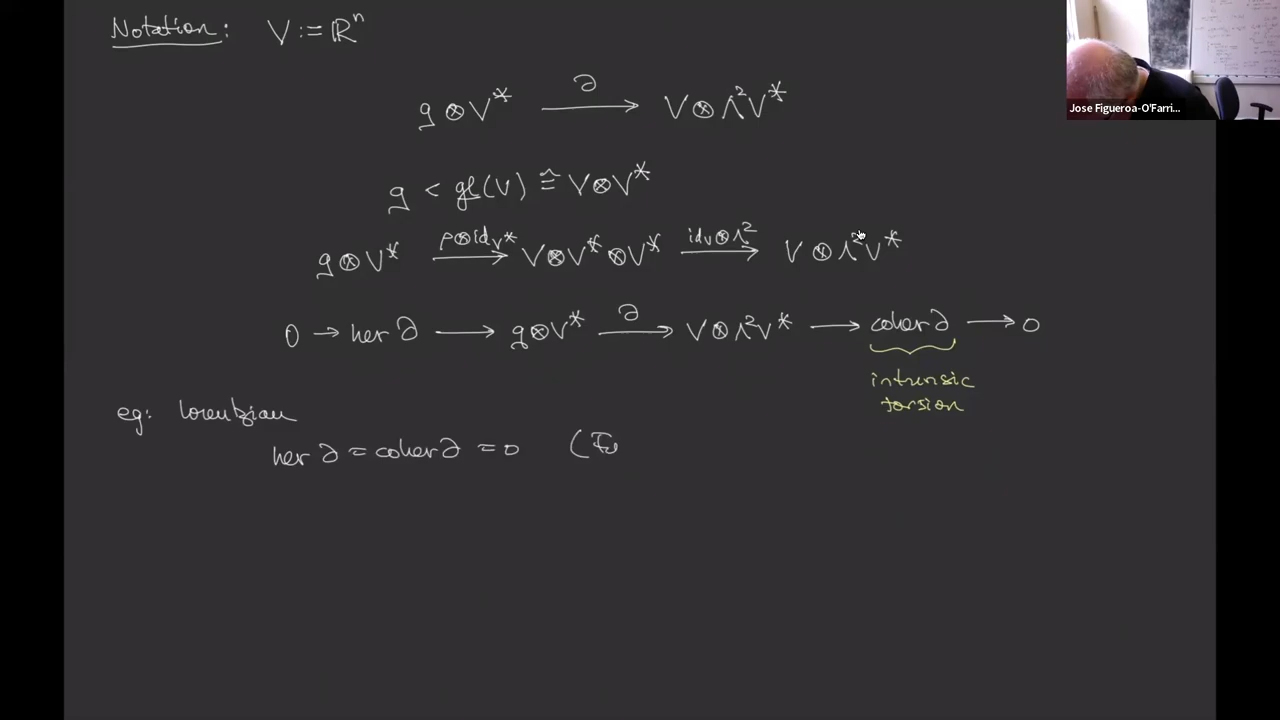 Notation: V := ℝⁿ
Jose Figueroa-O'Farri...
g ⊗ V* —∂→ V ⊗ Λ²V*
g < gl(V) ≅ V ⊗ V*
g ⊗ V* —ρ⊗id_V*→ V ⊗ V* ⊗ V* —id_V⊗Λ²→ V ⊗ Λ²V*
0 → ker ∂ → g ⊗ V* —∂→ V ⊗ Λ²V* → coker ∂ → 0
intrinsic
torsion
eg: Lorentzian
ker ∂ = coker ∂ = 0 (